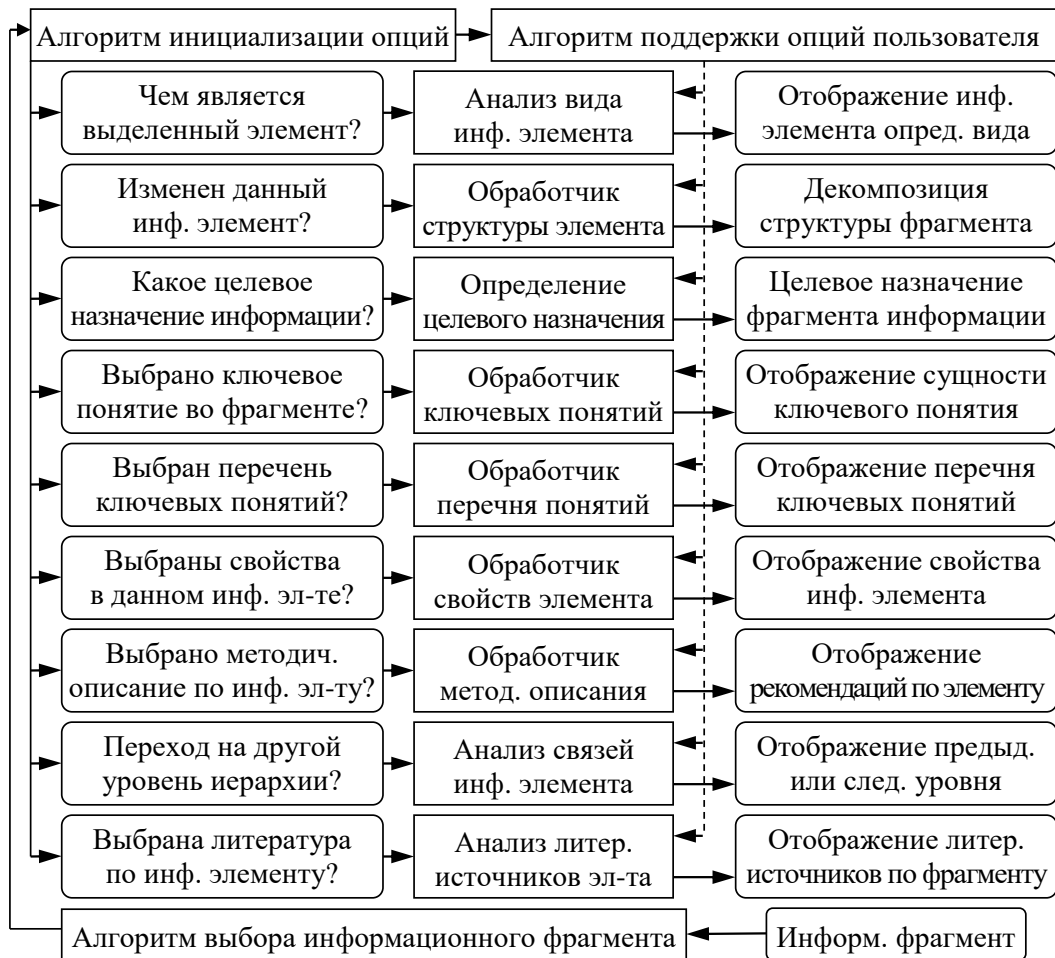 Алгоритм инициализации опций
Алгоритм поддержки опций пользователя
Чем является
выделенный элемент?
Анализ вида
инф. элемента
Отображение инф.
элемента опред. вида
Изменен данный
инф. элемент?
Обработчик
структуры элемента
Декомпозиция
структуры фрагмента
Какое целевое
назначение информации?
Определение
целевого назначения
Целевое назначение
фрагмента информации
Выбрано ключевое
понятие во фрагменте?
Обработчик
ключевых понятий
Отображение сущности
ключевого понятия
Выбран перечень
ключевых понятий?
Обработчик
перечня понятий
Отображение перечня
ключевых понятий
Выбраны свойства
в данном инф. эл-те?
Обработчик
свойств элемента
Отображение свойства
инф. элемента
Выбрано методич.
описание по инф. эл-ту?
Обработчик
метод. описания
Отображение
рекомендаций по элементу
Переход на другой
уровень иерархии?
Анализ связей
инф. элемента
Отображение предыд.
или след. уровня
Выбрана литература
по инф. элементу?
Анализ литер.
источников эл-та
Отображение литер.
источников по фрагменту
Алгоритм выбора информационного фрагмента
Информ. фрагмент